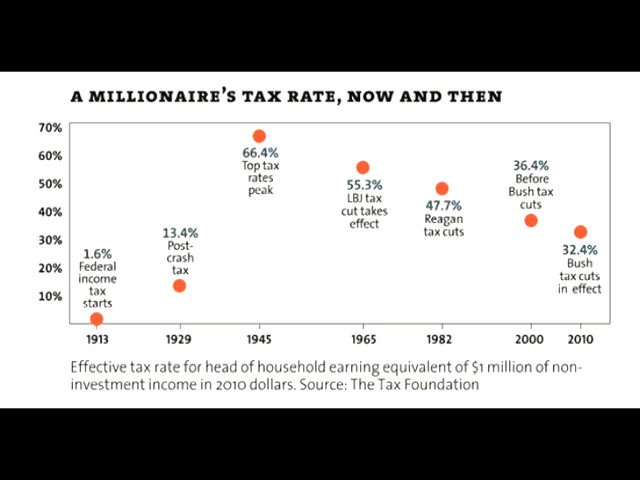 A MILLIONAIRE'S TAX RATE, NOW AND THEN
70%
60%
50%
40%
30%
20%
10%
1.6%
Federal
income
tax
starts
13.4%
Post-
crash
tax
66.4%
Top tax
rates
peak
55.3%
LBJ tax
cut takes
effect
47.7%
Reagan
tax cuts
36.4%
Before
Bush tax
cuts
32.4%
Bush
tax cuts
in effect
1913 1929 1945 1965 1982 2000 2010
Effective tax rate for head of household earning equivalent of $1 million of non-
investment income in 2010 dollars. Source: The Tax Foundation